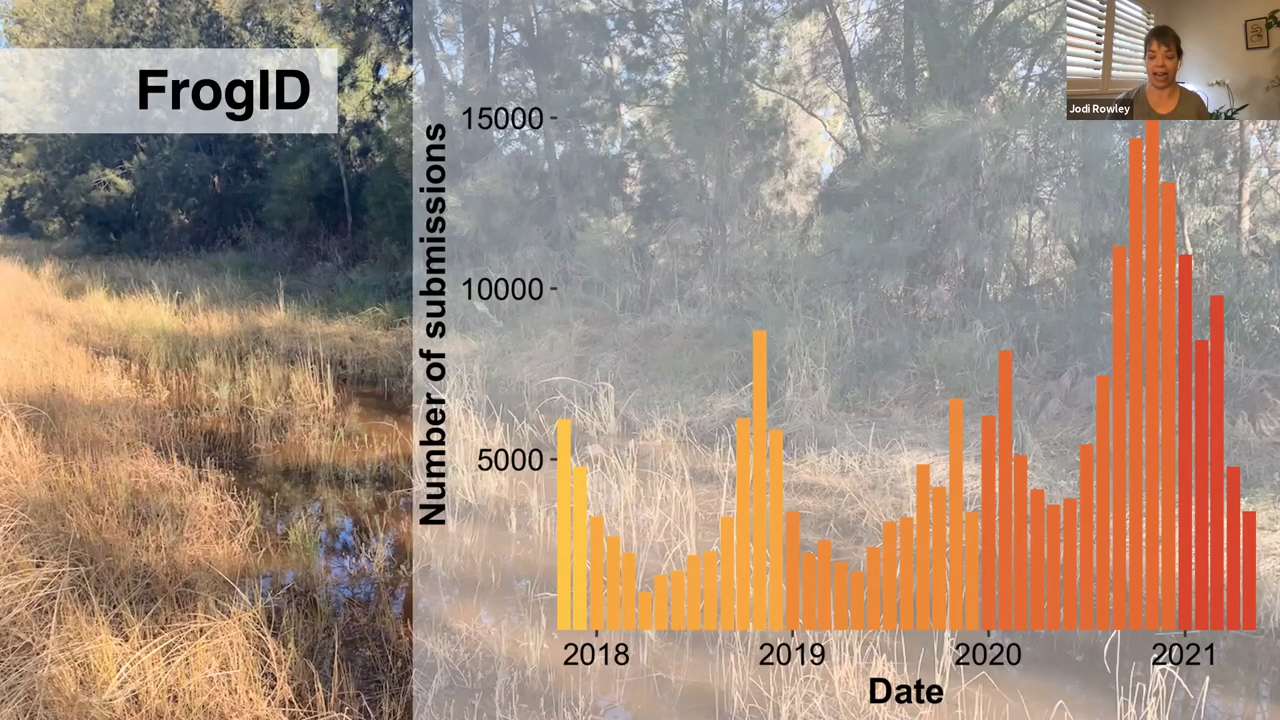 FrogID
Jodi Rowley
Number of submissions
15000
10000
5000
2018 2019 2020 2021
Date